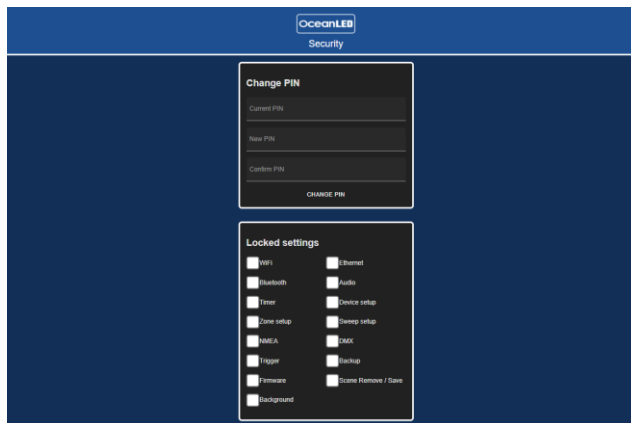 OceanLED
Security
Change PIN
Current PIN
New PIN
Confirm PIN
CHANGE PIN
Locked settings
WiFi Ethernet
Bluetooth Audio
Timer Device setup
Zone setup Sweep setup
NMEA DMX
Trigger Backup
Firmware Scene Remove / Save
Background